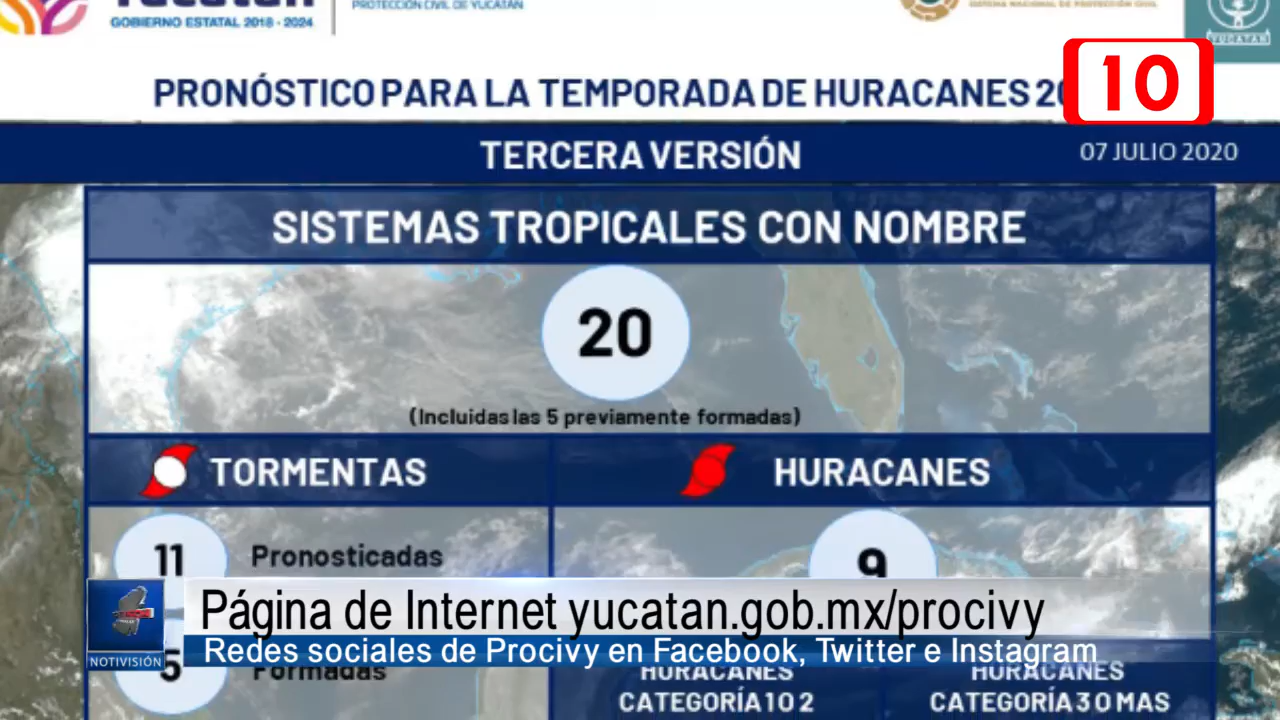 Yucatán
GOBIERNO ESTATAL 2018 - 2024
PROTECCIÓN CIVIL DE YUCATÁN
SISTEMA NACIONAL DE PROTECCIÓN CIVIL
YUCATAN
10
PRONÓSTICO PARA LA TEMPORADA DE HURACANES 20
TERCERA VERSIÓN
07 JULIO 2020
SISTEMAS TROPICALES CON NOMBRE
20
(Incluidas las 5 previamente formadas)
TORMENTAS
HURACANES
11 Pronosticadas
9
Página de Internet yucatan.gob.mx/procivy
Redes sociales de Procivy en Facebook, Twitter e Instagram
NOTIVISIÓN
5 Formadas
HURACANES
CATEGORÍA 1 O 2
HURACANES
CATEGORÍA 3 O MAS